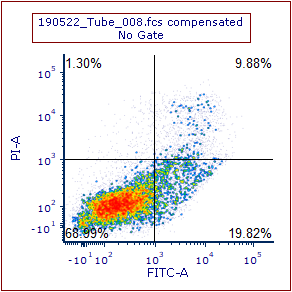 190522_Tube_008.fcs compensated
No Gate
1.30% 9.88%
10^5
10^4
PI-A
10^3
10^2
-10^1
68.99% 19.82%
-10^1 10^2 10^3 10^4 10^5
FITC-A